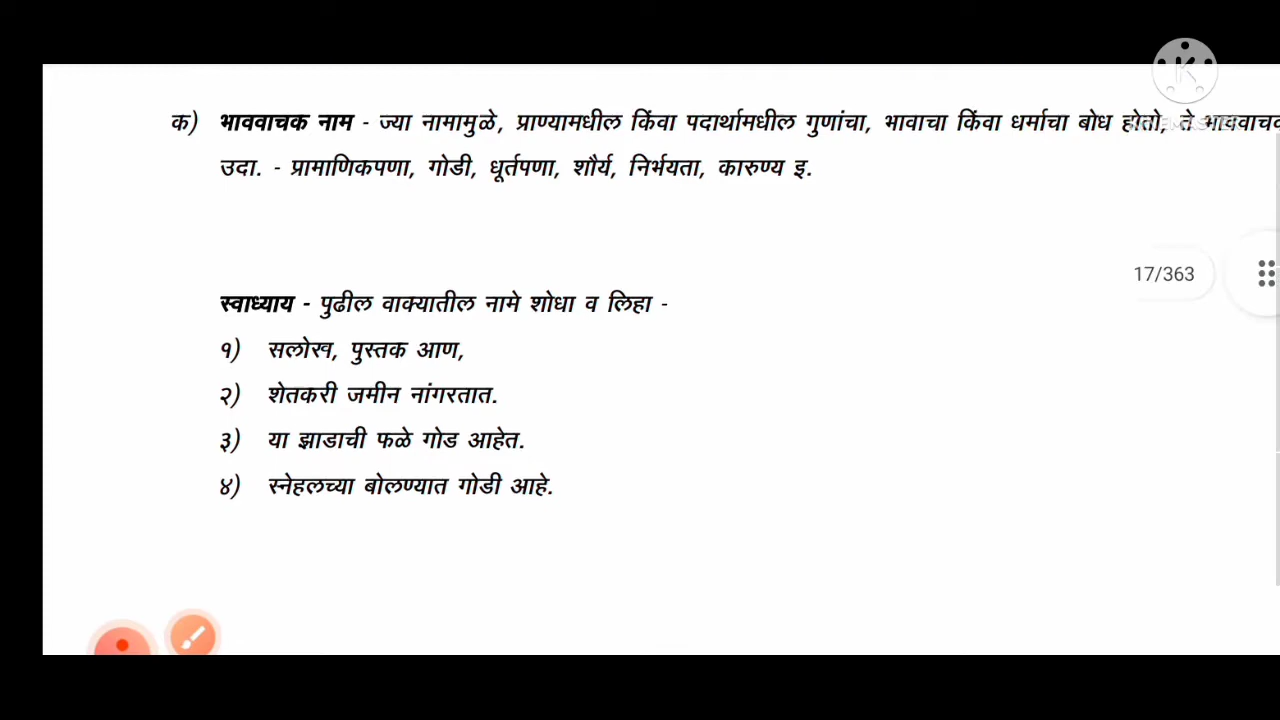 क) भाववाचक नाम - ज्या नामामुळे, प्राण्यामधील किंवा पदार्थामधील गुणांचा, भावाचा किंवा धर्माचा बोध होतो, ते
उदा. - प्रामाणिकपणा, गोडी, धूर्तपणा, शौर्य, निर्भयता, कारुण्य इ.
17/363
स्वाध्याय - पुढील वाक्यातील नामे शोधा व लिहा -
१) सलोख, पुस्तक आण,
२) शेतकरी जमीन नांगरतात.
३) या झाडाची फळे गोड आहेत.
४) स्नेहलच्या बोलण्यात गोडी आहे.